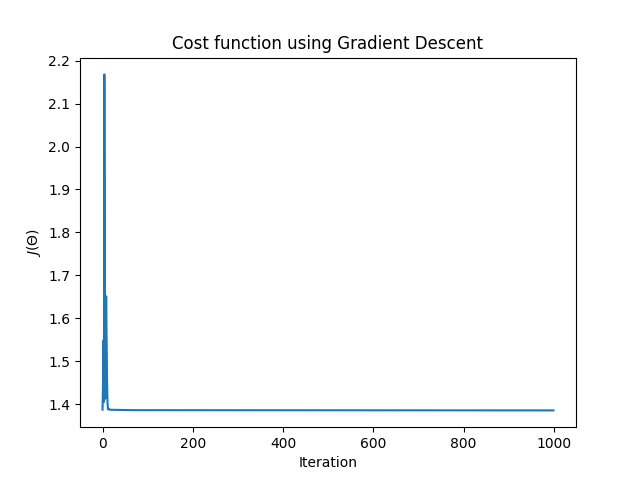 Cost function using Gradient Descent
2.2
2.1
2.0
1.9
1.8
1.7
1.6
1.5
1.4
J(Θ)
0 200 400 600 800 1000
Iteration